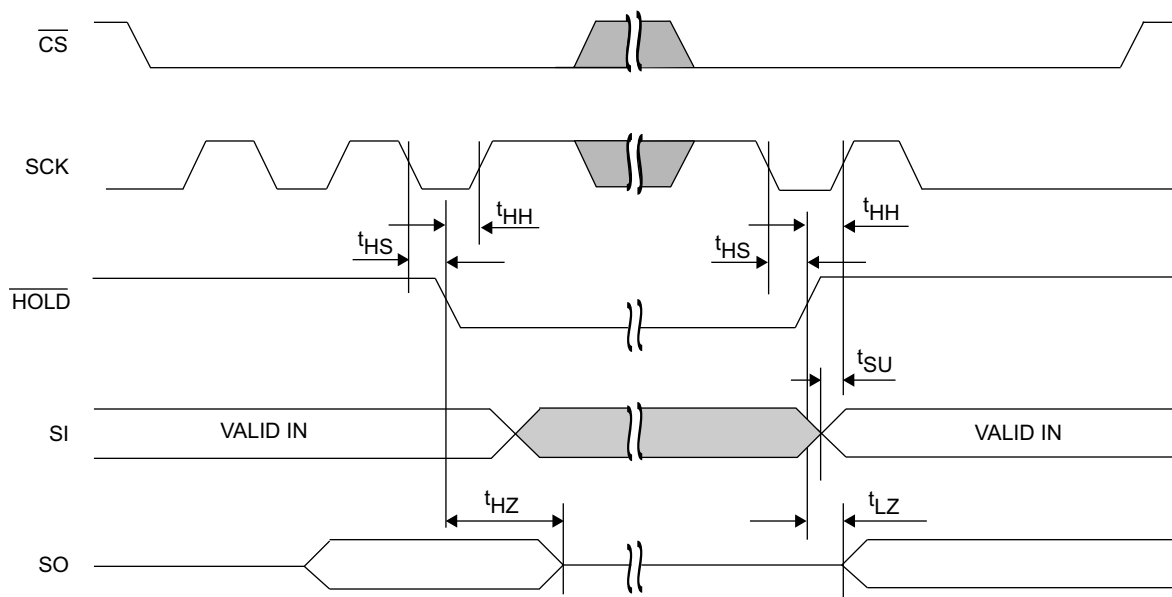 CS
SCK
tHH
tHH
tHS
tHS
HOLD
tSU
SI
VALID IN
VALID IN
tHZ
tLZ
SO